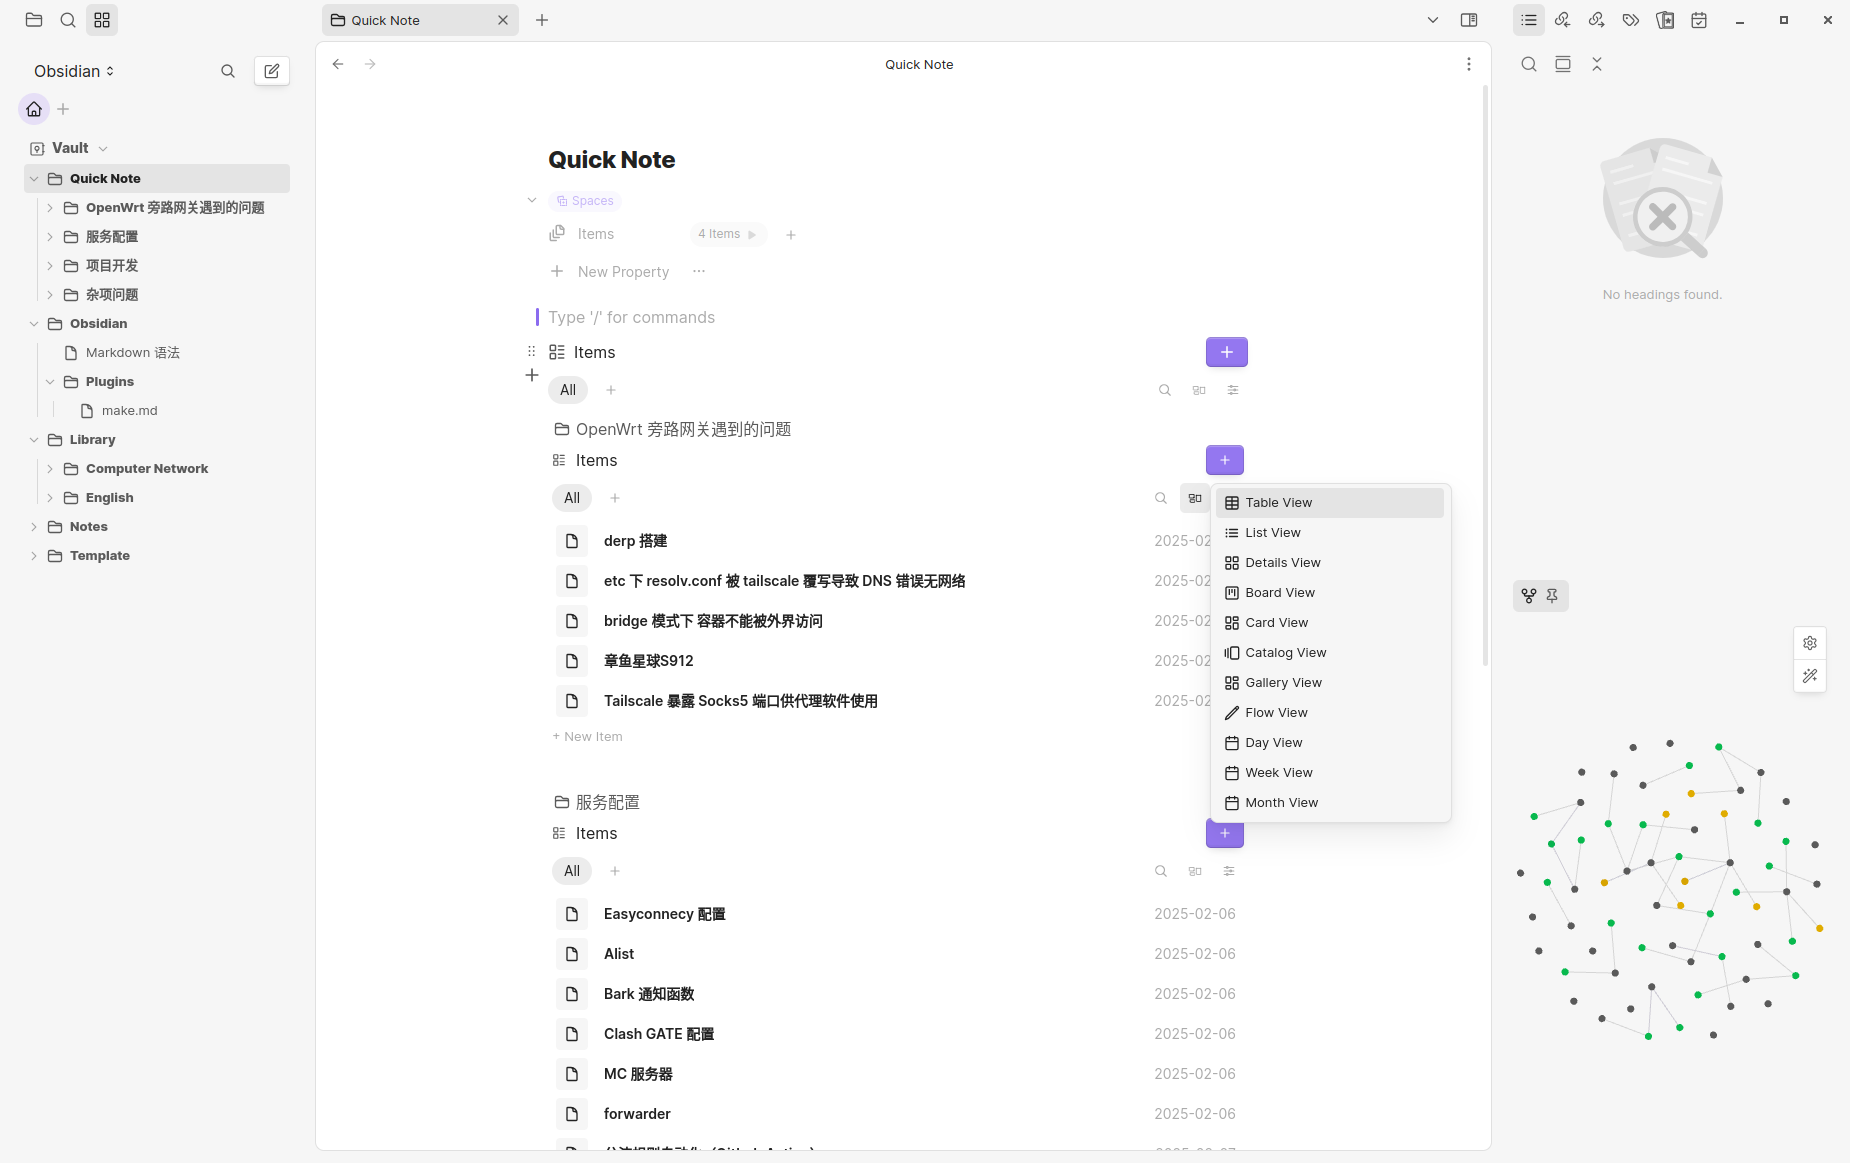 Quick Note
Obsidian
Vault
Quick Note
OpenWrt 旁路网关遇到的问题
服务配置
项目开发
杂项问题
Obsidian
Markdown 语法
Plugins
make.md
Library
Computer Network
English
Notes
Template
Quick Note
Quick Note
Spaces
Items 4 Items
New Property
Type '/' for commands
Items
All
OpenWrt 旁路网关遇到的问题
Items
All
derp 搭建 2025-02
etc 下 resolv.conf 被 tailscale 覆写导致 DNS 错误无网络 2025-02
bridge 模式下 容器不能被外界访问 2025-02
章鱼星球S912 2025-02
Tailscale 暴露 Socks5 端口供代理软件使用 2025-02
+ New Item
Table View
List View
Details View
Board View
Card View
Catalog View
Gallery View
Flow View
Day View
Week View
Month View
服务配置
Items
All
Easyconnecy 配置 2025-02-06
Alist 2025-02-06
Bark 通知函数 2025-02-06
Clash GATE 配置 2025-02-06
MC 服务器 2025-02-06
forwarder 2025-02-06
No headings found.